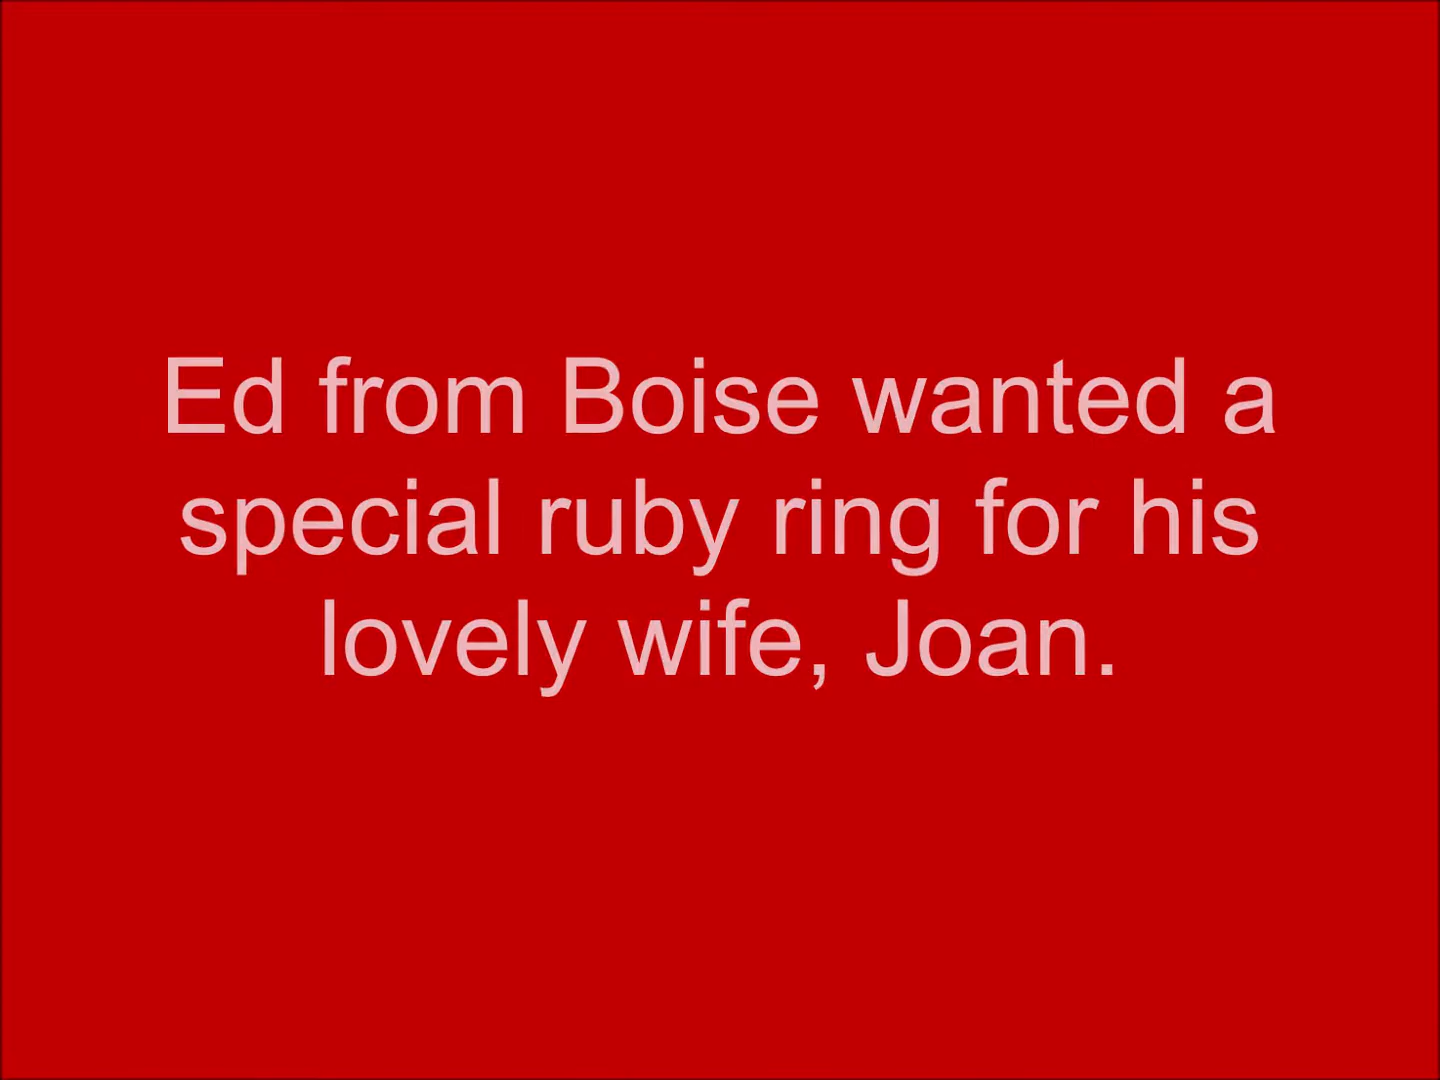 Ed from Boise wanted a
special ruby ring for his
lovely wife, Joan.